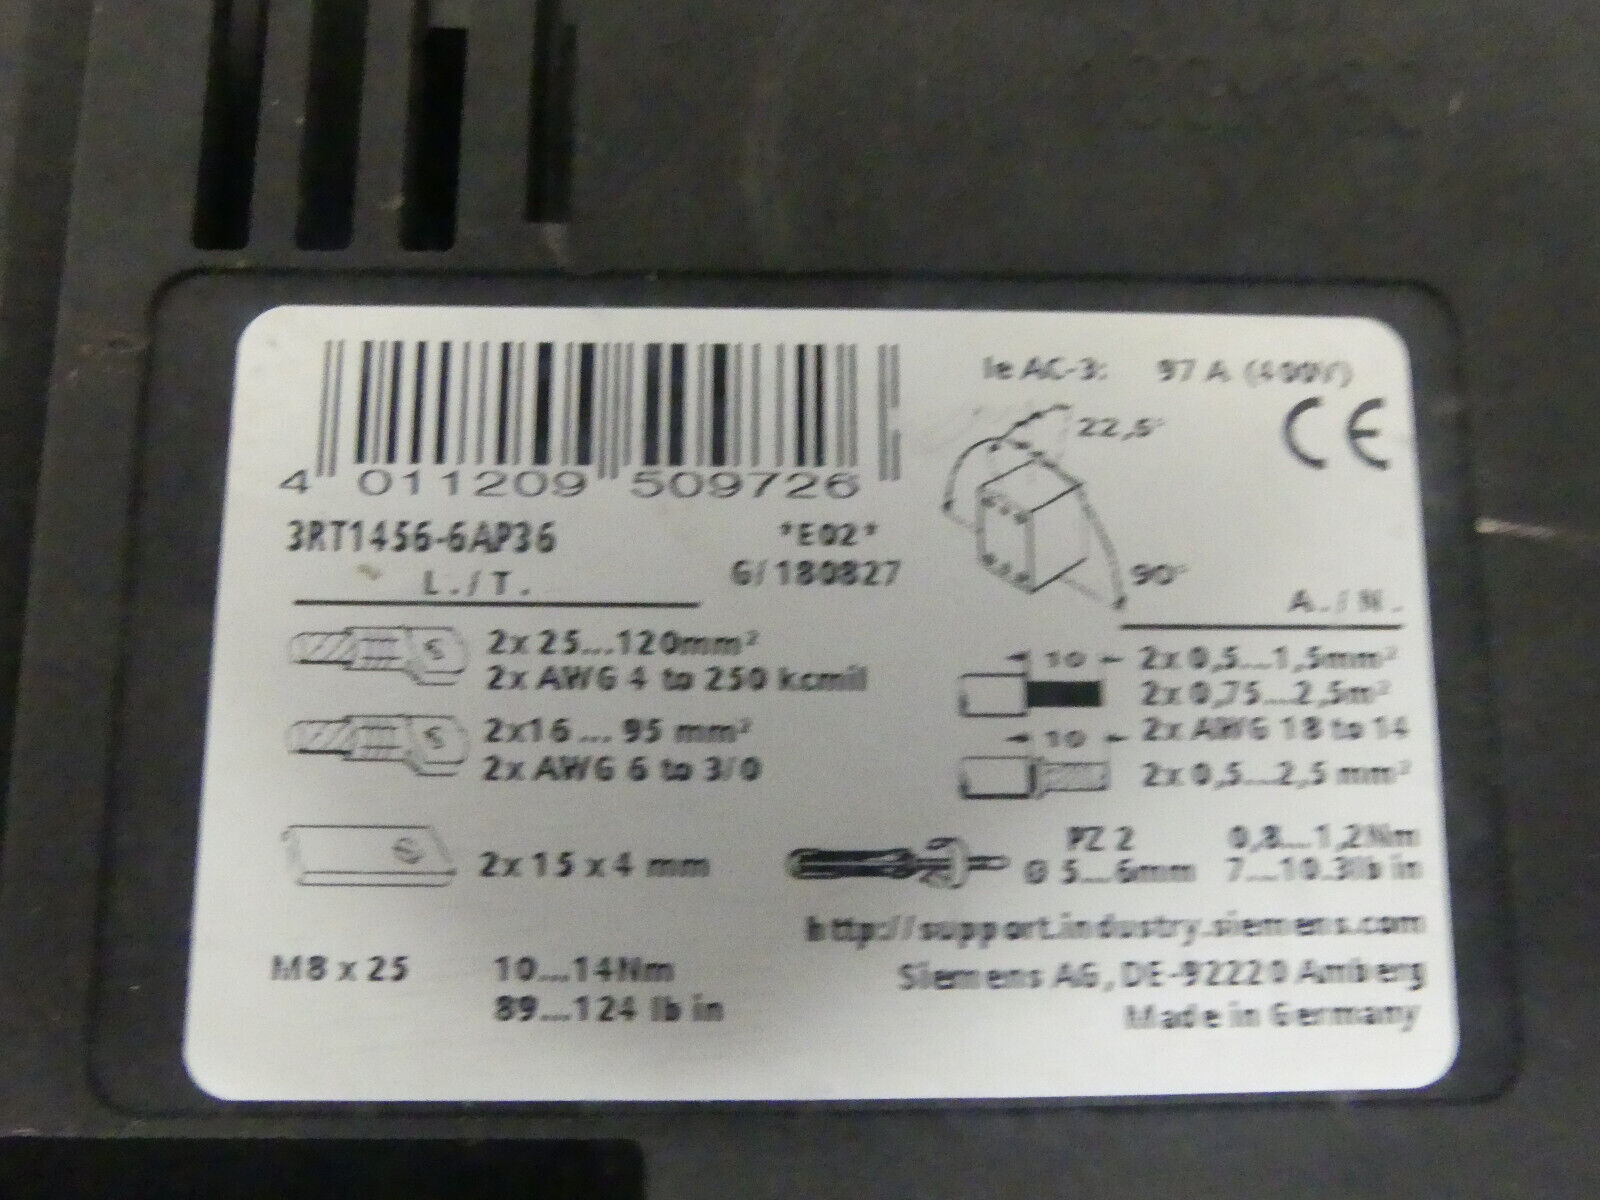 Ie AC-3: 97 A (400V)
22,5°
CE
4 011209 509726
3RT1456-6AP36 *E02*
G/180827
90°
L./T.
A./N.
2x 25...120mm²
2x AWG 4 to 250 kcmil
2x16 ... 95 mm²
2x AWG 6 to 3/0
10
2x 0,5...1,5mm²
2x 0,75...2,5m²
2x AWG 18 to 14
10
2x 0,5...2,5 mm²
2x 15 x 4 mm
PZ 2 0,8...1,2Nm
Ø 5...6mm 7...10.3lb in
http://support.industry.siemens.com
M8 x 25 10...14Nm
89...124 lb in
Siemens AG, DE-92220 Amberg
Made in Germany